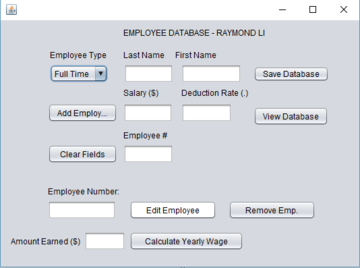 EMPLOYEE DATABASE - RAYMOND LI
Employee Type Last Name First Name
Full Time Save Database
Salary ($) Deduction Rate (.)
Add Employ... View Database
Employee #
Clear Fields
Employee Number:
Edit Employee Remove Emp.
Amount Earned ($) Calculate Yearly Wage